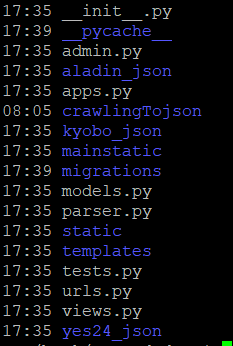 17:35 __init__.py
17:39 __pycache__
17:35 admin.py
17:35 aladin_json
17:35 apps.py
08:05 crawlingTojson
17:35 kyobo_json
17:35 mainstatic
17:39 migrations
17:35 models.py
17:35 parser.py
17:35 static
17:35 templates
17:35 tests.py
17:35 urls.py
17:35 views.py
17:35 yes24_json